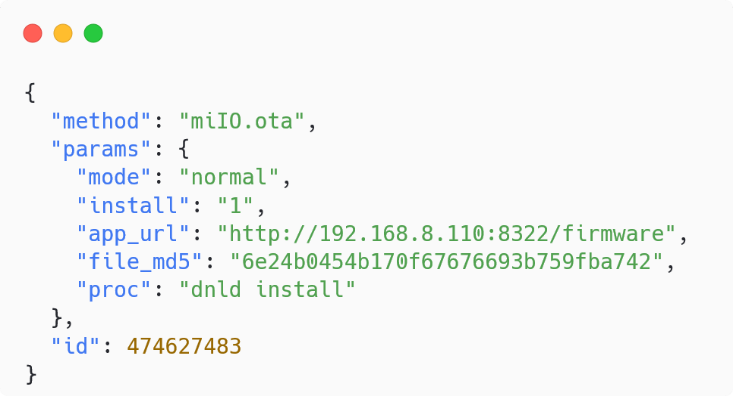 {
  "method": "miIO.ota",
  "params": {
    "mode": "normal",
    "install": "1",
    "app_url": "http://192.168.8.110:8322/firmware",
    "file_md5": "6e24b0454b170f67676693b759fba742",
    "proc": "dnld install"
  },
  "id": 474627483
}